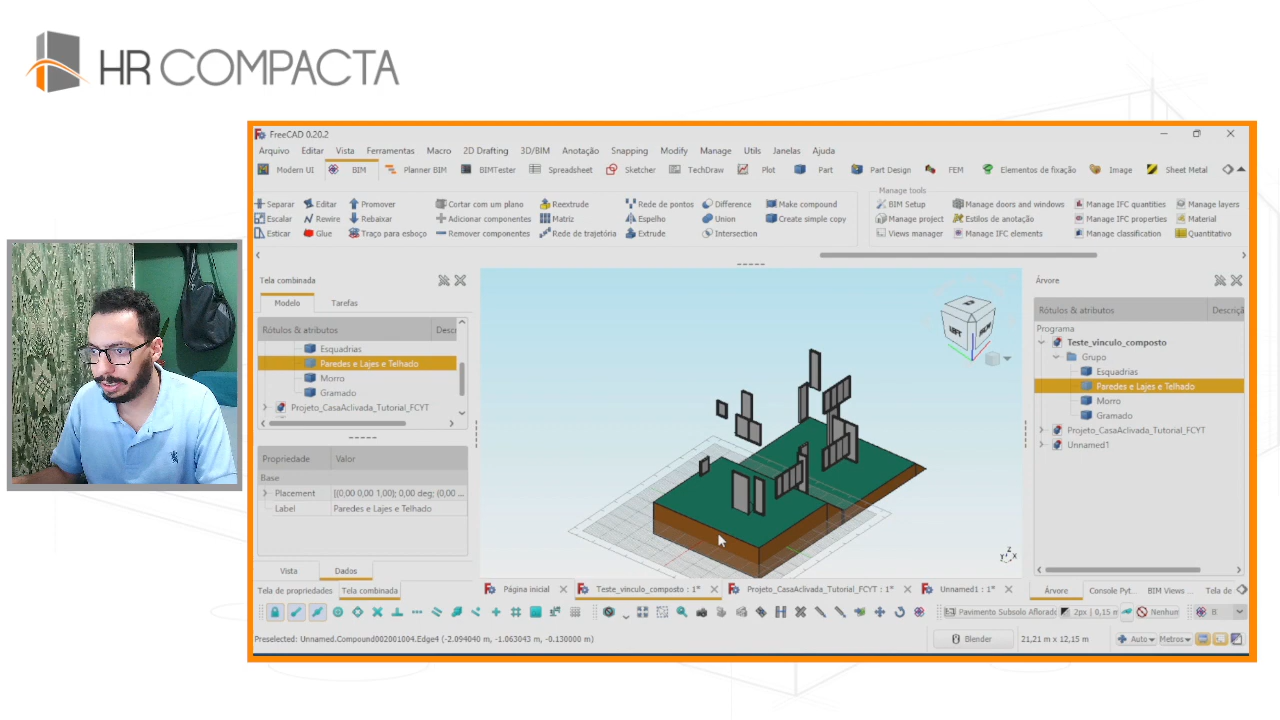 HR COMPACTA
FreeCAD 0.20.2
Arquivo Editar Vista Ferramentas Macro 2D Drafting 3D/BIM Anotação Snapping Modify Manage Utils Janelas Ajuda
Modern UI BIM Planner BIM BIMTester Spreadsheet Sketcher TechDraw Plot Part Part Design FEM Elementos de fixação Image Sheet Metal
Manage tools
Separar Editar Promover Cortar com um plano Reextrude Rede de pontos Difference Make compound BIM Setup Manage doors and windows Manage IFC quantities Manage layers
Escalar Rewire Rebaixar Adicionar componentes Matriz Espelho Union Create simple copy Manage project Estilos de anotação Manage IFC properties Material
Esticar Glue Traço para esboço Remover componentes Rede de trajetória Extrude Intersection Views manager Manage IFC elements Manage classification Quantitativo
Tela combinada
Modelo Tarefas
Rótulos & atributos Descr
Esquadrias
Paredes e Lajes e Telhado
Morro
Gramado
Projeto_CasaAclivada_Tutorial_FCYT
Propriedade Valor
Base
Placement [(0,00 0,00 1,00); 0,00 deg; (0,00 ...
Label Paredes e Lajes e Telhado
Vista Dados
Tela de propriedades Tela combinada
LEFT
Z
Y X
Árvore
Rótulos & atributos Descriçã
Programa
Teste_vinculo_composto
Grupo
Esquadrias
Paredes e Lajes e Telhado
Morro
Gramado
Projeto_CasaAclivada_Tutorial_FCYT
Unnamed1
Página inicial Teste_vinculo_composto : 1* Projeto_CasaAclivada_Tutorial_FCYT : 1* Unnamed1 : 1* Árvore Console Pyt... BIM Views ... Tela de
Pavimento Subsolo Aflorado 2px | 0,15 m Nenhum
Preselected: Unnamed.Compound002001004.Edge4 (-2.094040 m, -1.063043 m, -0.130000 m) Blender 21,21 m x 12,15 m Auto Metros